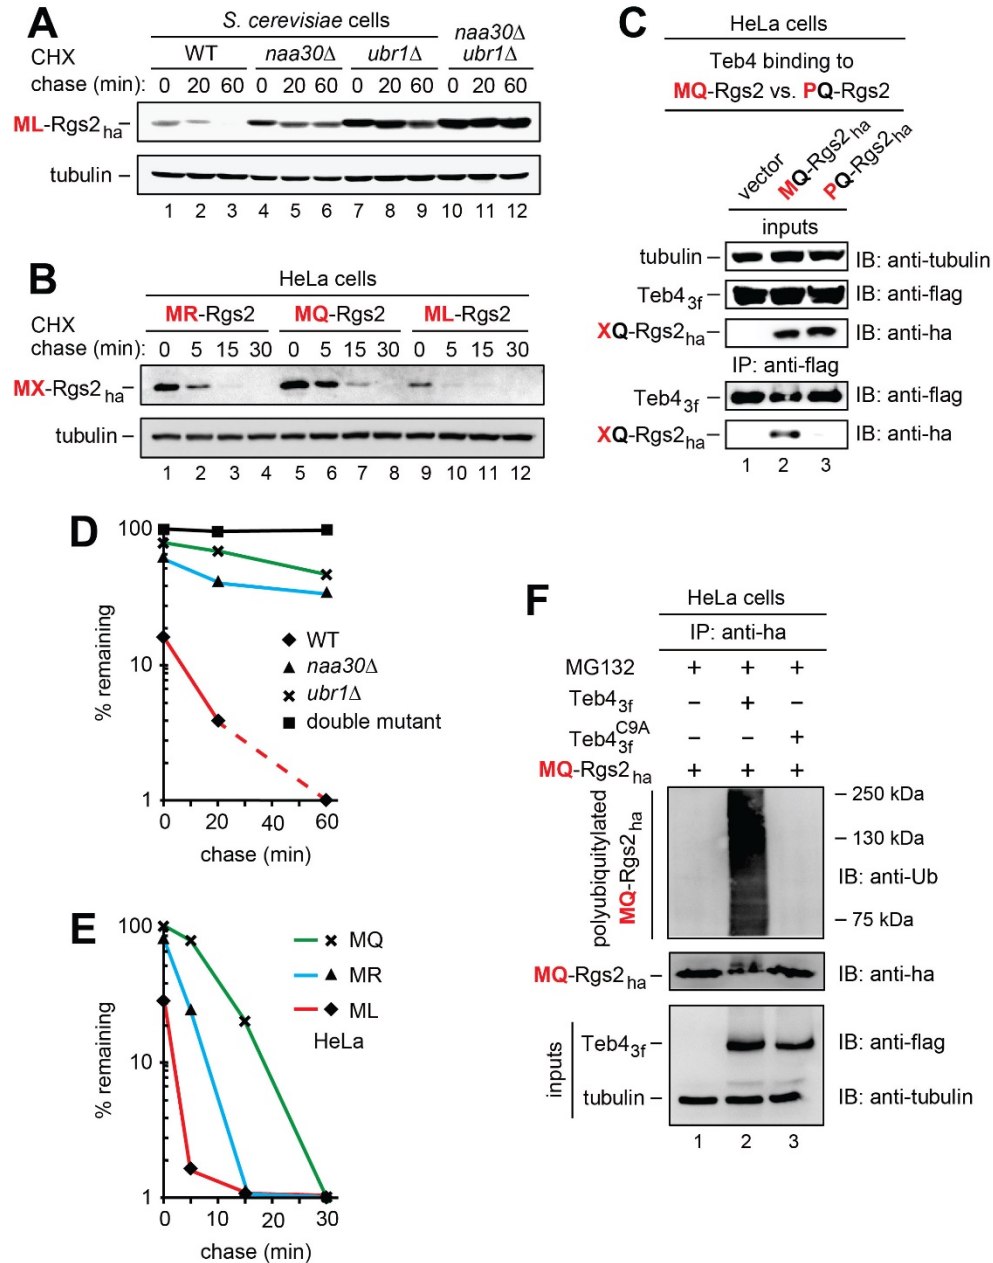 A
S. cerevisiae cells
CHX
chase (min):
WT naa30Δ ubr1Δ naa30Δ ubr1Δ
0 20 60 0 20 60 0 20 60 0 20 60
ML-Rgs2ha –
tubulin –
1 2 3 4 5 6 7 8 9 10 11 12
B
HeLa cells
MR-Rgs2 MQ-Rgs2 ML-Rgs2
CHX
chase (min):
0 5 15 30 0 5 15 30 0 5 15 30
MX-Rgs2ha –
tubulin –
1 2 3 4 5 6 7 8 9 10 11 12
C
HeLa cells
Teb4 binding to
MQ-Rgs2 vs. PQ-Rgs2
vector
MQ-Rgs2ha
PQ-Rgs2ha
inputs
tubulin – IB: anti-tubulin
Teb43f – IB: anti-flag
XQ-Rgs2ha – IB: anti-ha
IP: anti-flag
Teb43f – IB: anti-flag
XQ-Rgs2ha – IB: anti-ha
1 2 3
D
% remaining
100
10
1
WT
naa30Δ
ubr1Δ
double mutant
0 20 40 60
chase (min)
E
% remaining
100
10
1
MQ
MR
ML
HeLa
0 10 20 30
chase (min)
F
HeLa cells
IP: anti-ha
MG132 + + +
Teb43f – + –
Teb43fC9A – – +
MQ-Rgs2ha + + +
polyubiquitylated
MQ-Rgs2ha
– 250 kDa
– 130 kDa
IB: anti-Ub
– 75 kDa
MQ-Rgs2ha – IB: anti-ha
inputs
Teb43f – IB: anti-flag
tubulin – IB: anti-tubulin
1 2 3